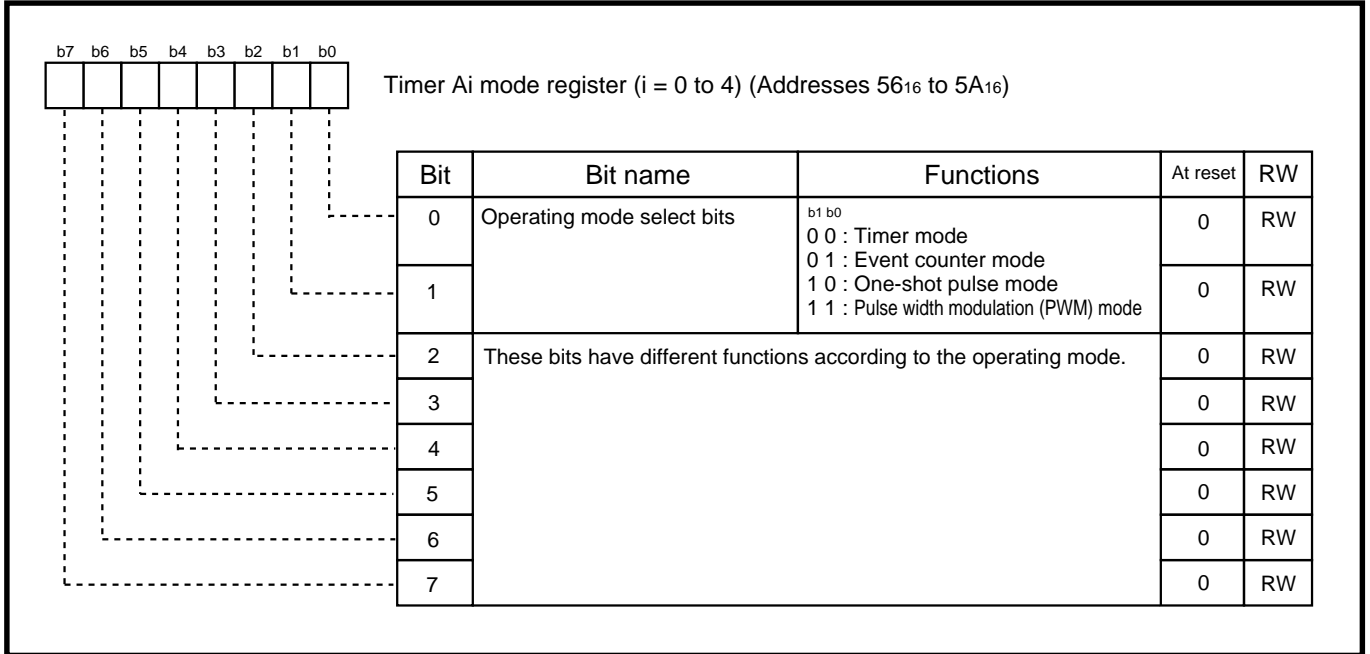 b7 b6 b5 b4 b3 b2 b1 b0
Timer Ai mode register (i = 0 to 4) (Addresses 5616 to 5A16)
Bit Bit name Functions At reset RW
0 Operating mode select bits b1 b0 0 RW
0 0 : Timer mode
0 1 : Event counter mode
1 1 0 : One-shot pulse mode 0 RW
1 1 : Pulse width modulation (PWM) mode
2 These bits have different functions according to the operating mode. 0 RW
3 0 RW
4 0 RW
5 0 RW
6 0 RW
7 0 RW